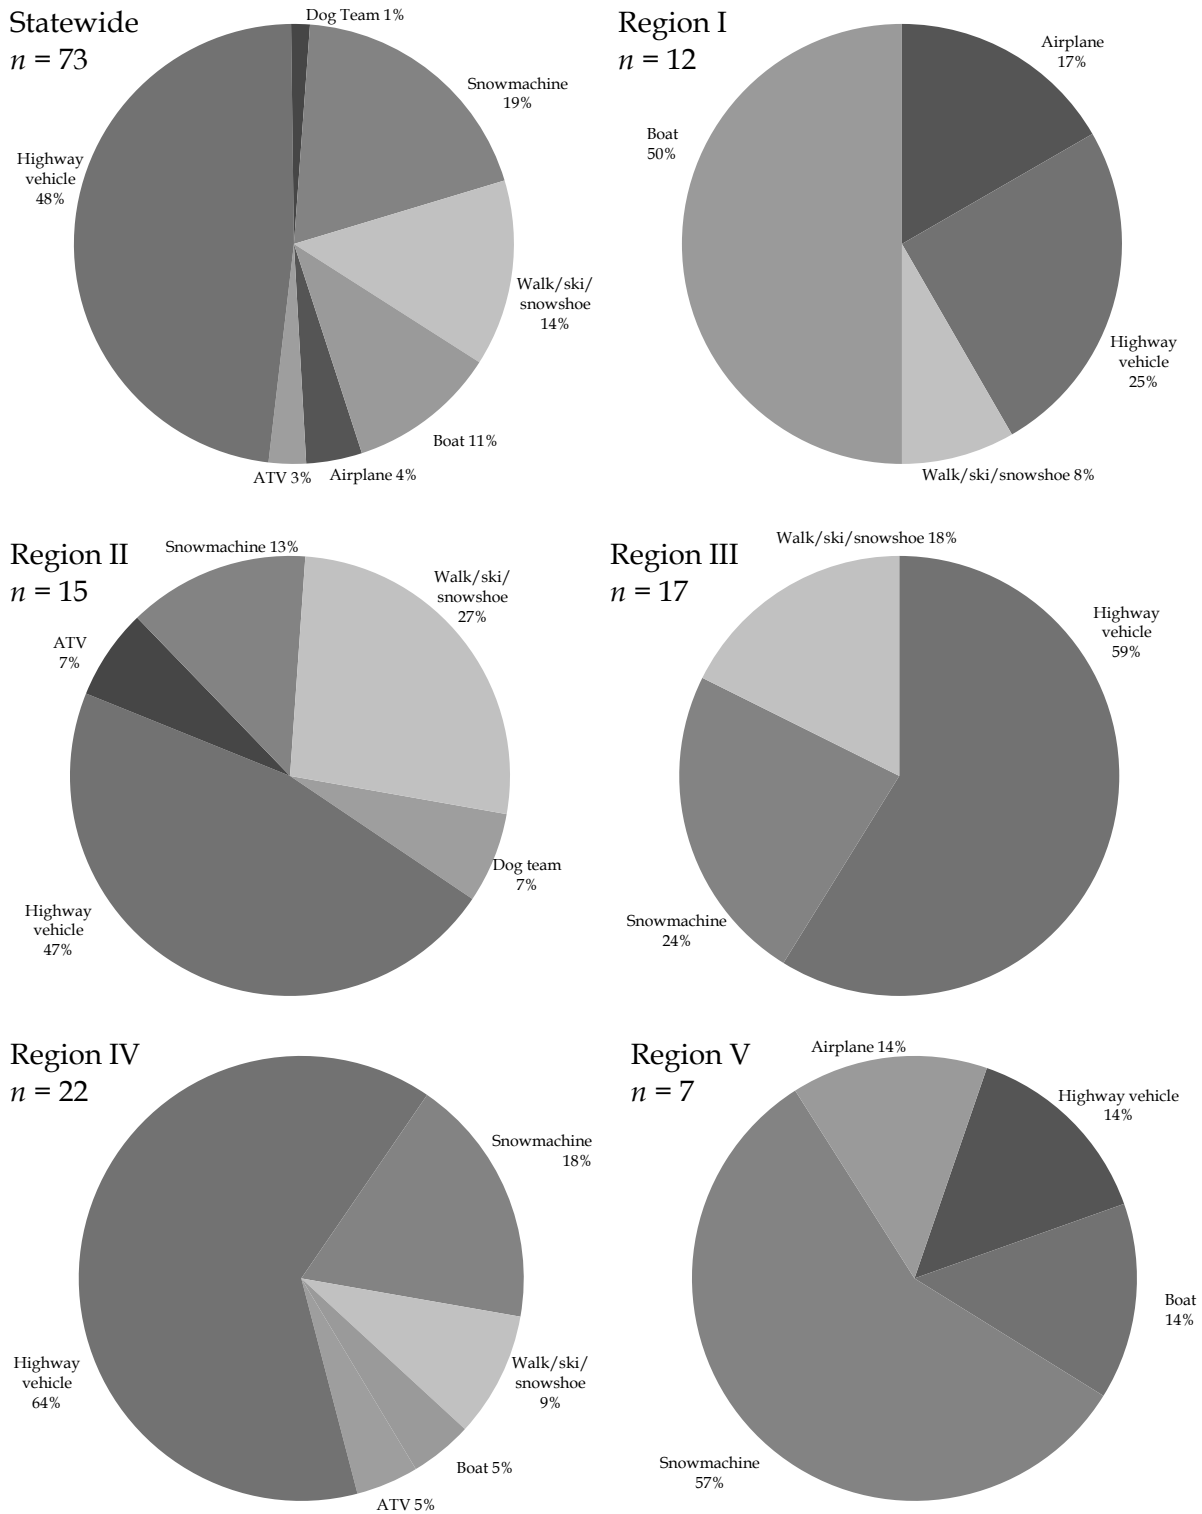 Statewide
n = 73
Dog Team 1%
Snowmachine
19%
Walk/ski/
snowshoe
14%
Boat 11%
Airplane 4%
ATV 3%
Highway
vehicle
48%
Region I
n = 12
Airplane
17%
Highway
vehicle
25%
Walk/ski/snowshoe 8%
Boat
50%
Region II
n = 15
Snowmachine 13%
Walk/ski/
snowshoe
27%
Dog team
7%
Highway
vehicle
47%
ATV
7%
Region III
n = 17
Walk/ski/snowshoe 18%
Highway
vehicle
59%
Snowmachine
24%
Region IV
n = 22
Snowmachine
18%
Walk/ski/
snowshoe
9%
Boat 5%
ATV 5%
Highway
vehicle
64%
Region V
n = 7
Airplane 14%
Highway vehicle
14%
Boat
14%
Snowmachine
57%